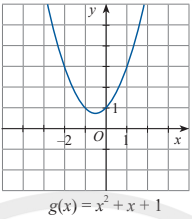 y
1
-2
O
1
x
g(x) = x² + x + 1